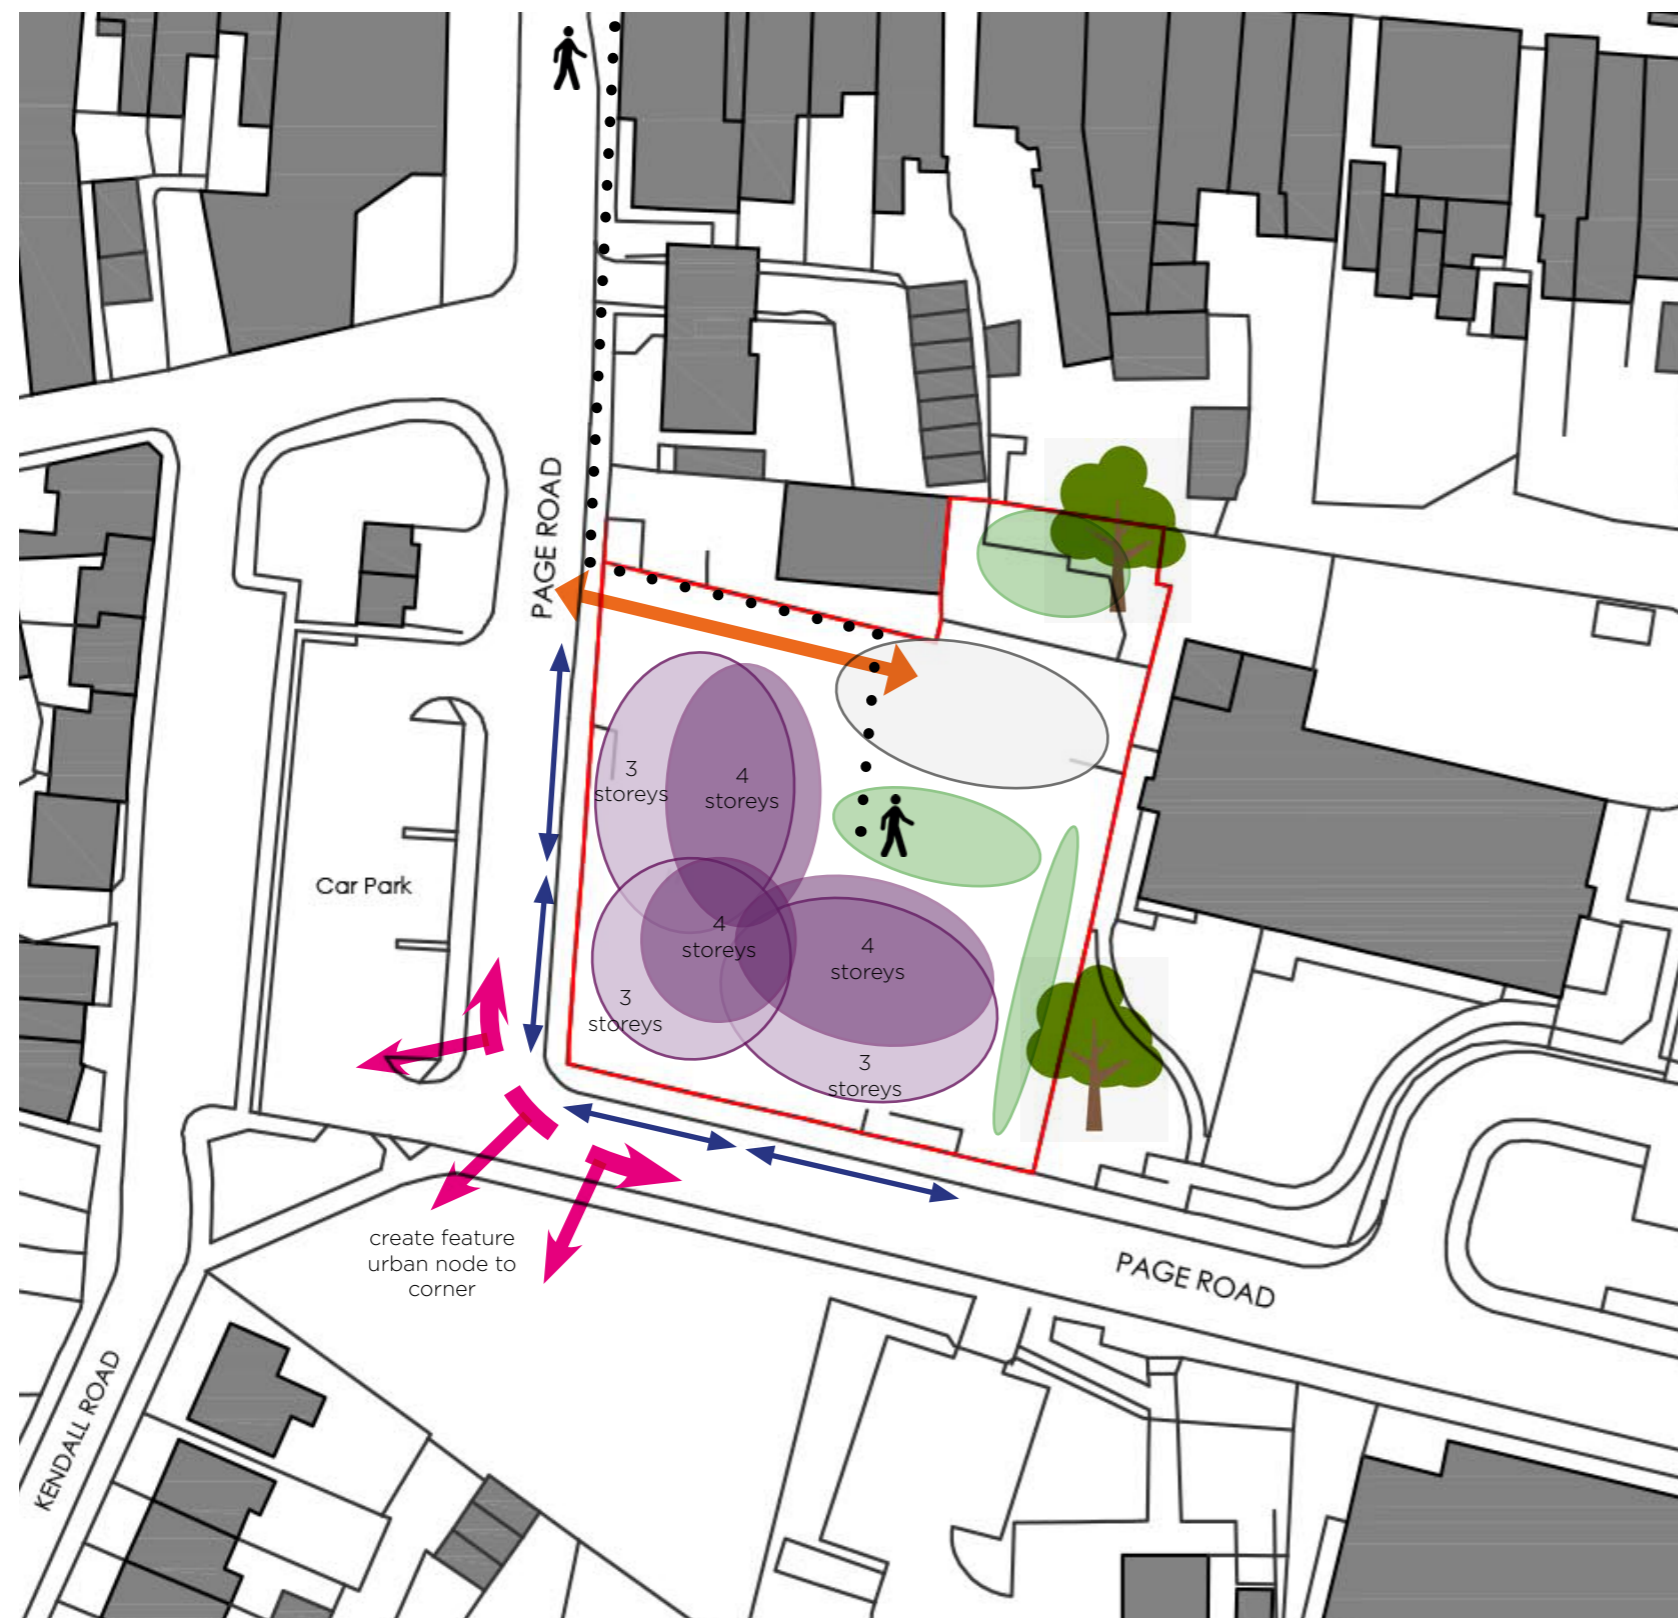 PAGE ROAD
3
storeys
4
storeys
Car Park
4
storeys
4
storeys
3
storeys
3
storeys
create feature
urban node to
corner
PAGE ROAD
KENDALL ROAD